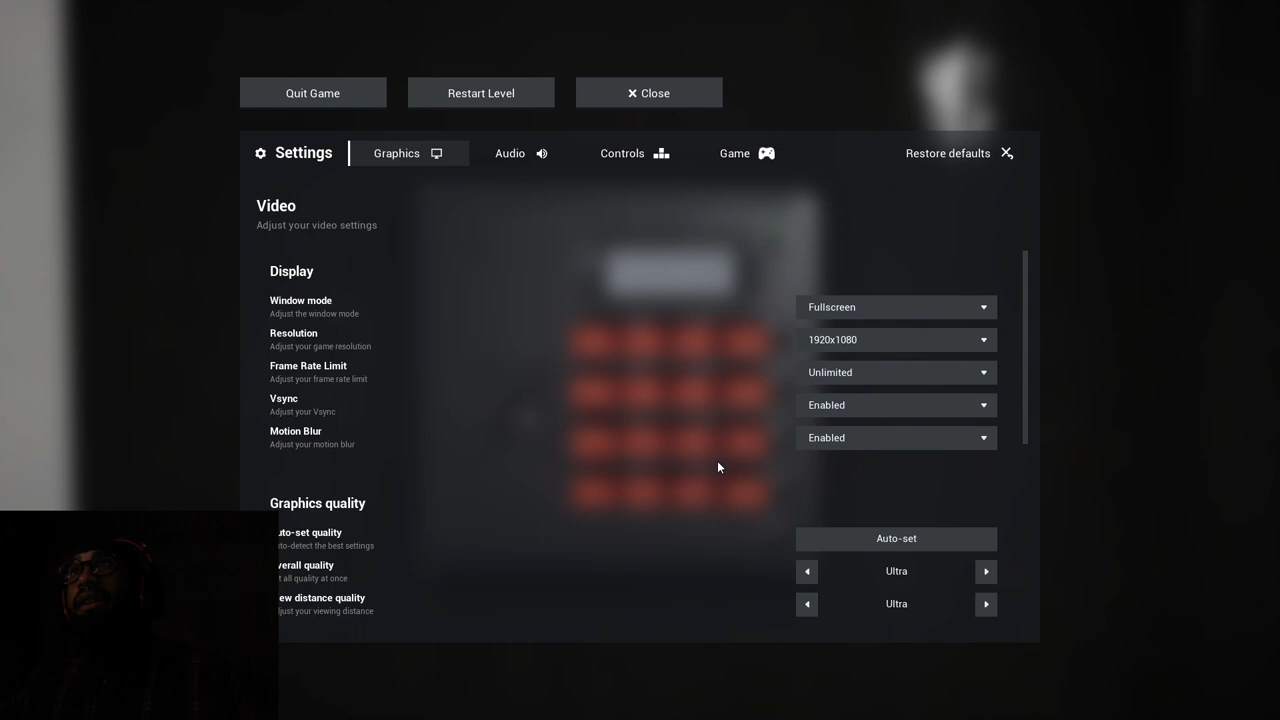 Quit Game
Restart Level
Close
Settings
Graphics
Audio
Controls
Game
Restore defaults
Video
Adjust your video settings
Display
Window mode
Adjust the window mode
Fullscreen
Resolution
Adjust your game resolution
1920x1080
Frame Rate Limit
Adjust your frame rate limit
Unlimited
Vsync
Adjust your Vsync
Enabled
Motion Blur
Adjust your motion blur
Enabled
Graphics quality
uto-set quality
to-detect the best settings
Auto-set
verall quality
t all quality at once
Ultra
ew distance quality
just your viewing distance
Ultra